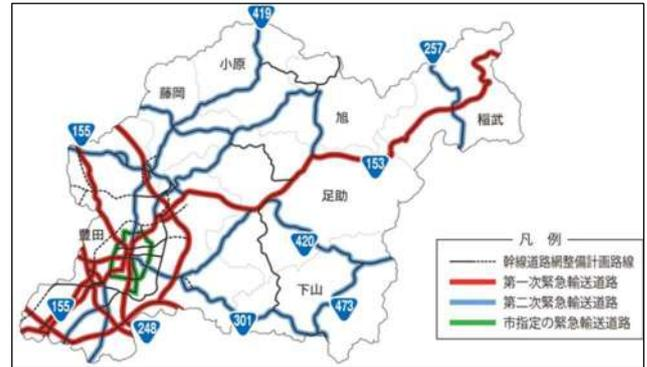 419
257
小原
藤岡
旭
稲武
155
153
足助
豊田
420
凡 例
幹線道路網整備計画路線
第一次緊急輸送道路
下山
第二次緊急輸送道路
155
473
市指定の緊急輸送道路
248
301